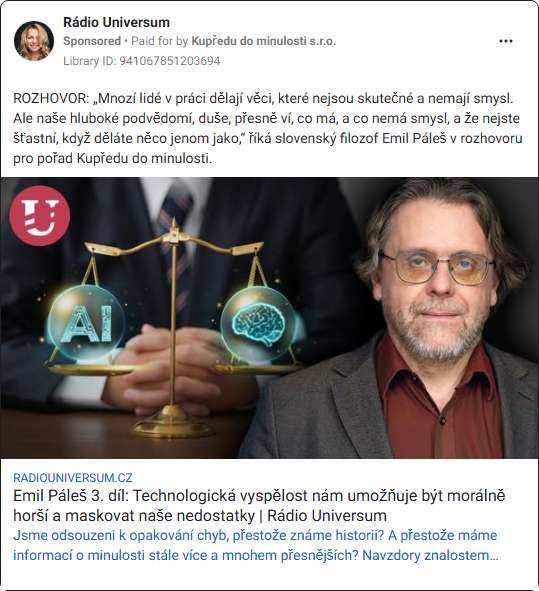 Rádio Universum
Sponsored • Paid for by Kupředu do minulosti s.r.o.
Library ID: 941067851203694
ROZHOVOR: „Mnozí lidé v práci dělají věci, které nejsou skutečné a nemají smysl.
Ale naše hluboké podvědomí, duše, přesně ví, co má, a co nemá smysl, a že nejste
šťastní, když děláte něco jenom jako,“ říká slovenský filozof Emil Páleš v rozhovoru
pro pořad Kupředu do minulosti.
U
AI
RADIOUNIVERSUM.CZ
Emil Páleš 3. díl: Technologická vyspělost nám umožňuje být morálně
horší a maskovat naše nedostatky | Rádio Universum
Jsme odsouzeni k opakování chyb, přestože známe historii? A přestože máme
informací o minulosti stále více a mnohem přesnějších? Navzdory znalostem...